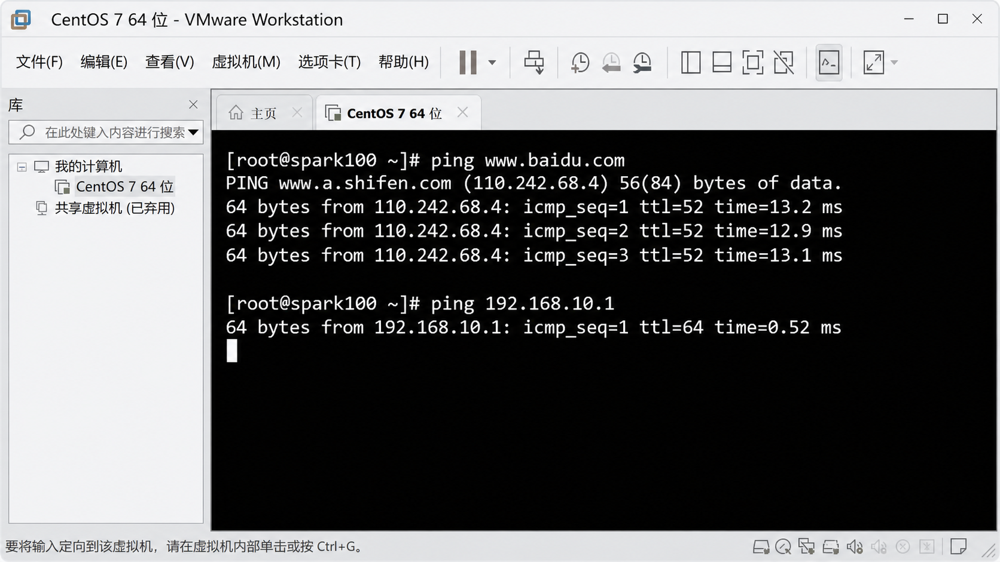 CentOS 7 64 位 - VMware Workstation
文件(F) 编辑(E) 查看(V) 虚拟机(M) 选项卡(T) 帮助(H)
库
在此处键入内容进行搜索
我的计算机
CentOS 7 64 位
共享虚拟机 (已弃用)
主页
CentOS 7 64 位
[root@spark100 ~]# ping www.baidu.com
PING www.a.shifen.com (110.242.68.4) 56(84) bytes of data.
64 bytes from 110.242.68.4: icmp_seq=1 ttl=52 time=13.2 ms
64 bytes from 110.242.68.4: icmp_seq=2 ttl=52 time=12.9 ms
64 bytes from 110.242.68.4: icmp_seq=3 ttl=52 time=13.1 ms
[root@spark100 ~]# ping 192.168.10.1
64 bytes from 192.168.10.1: icmp_seq=1 ttl=64 time=0.52 ms
要将输入定向到该虚拟机，请在虚拟机内部单击或按 Ctrl+G。